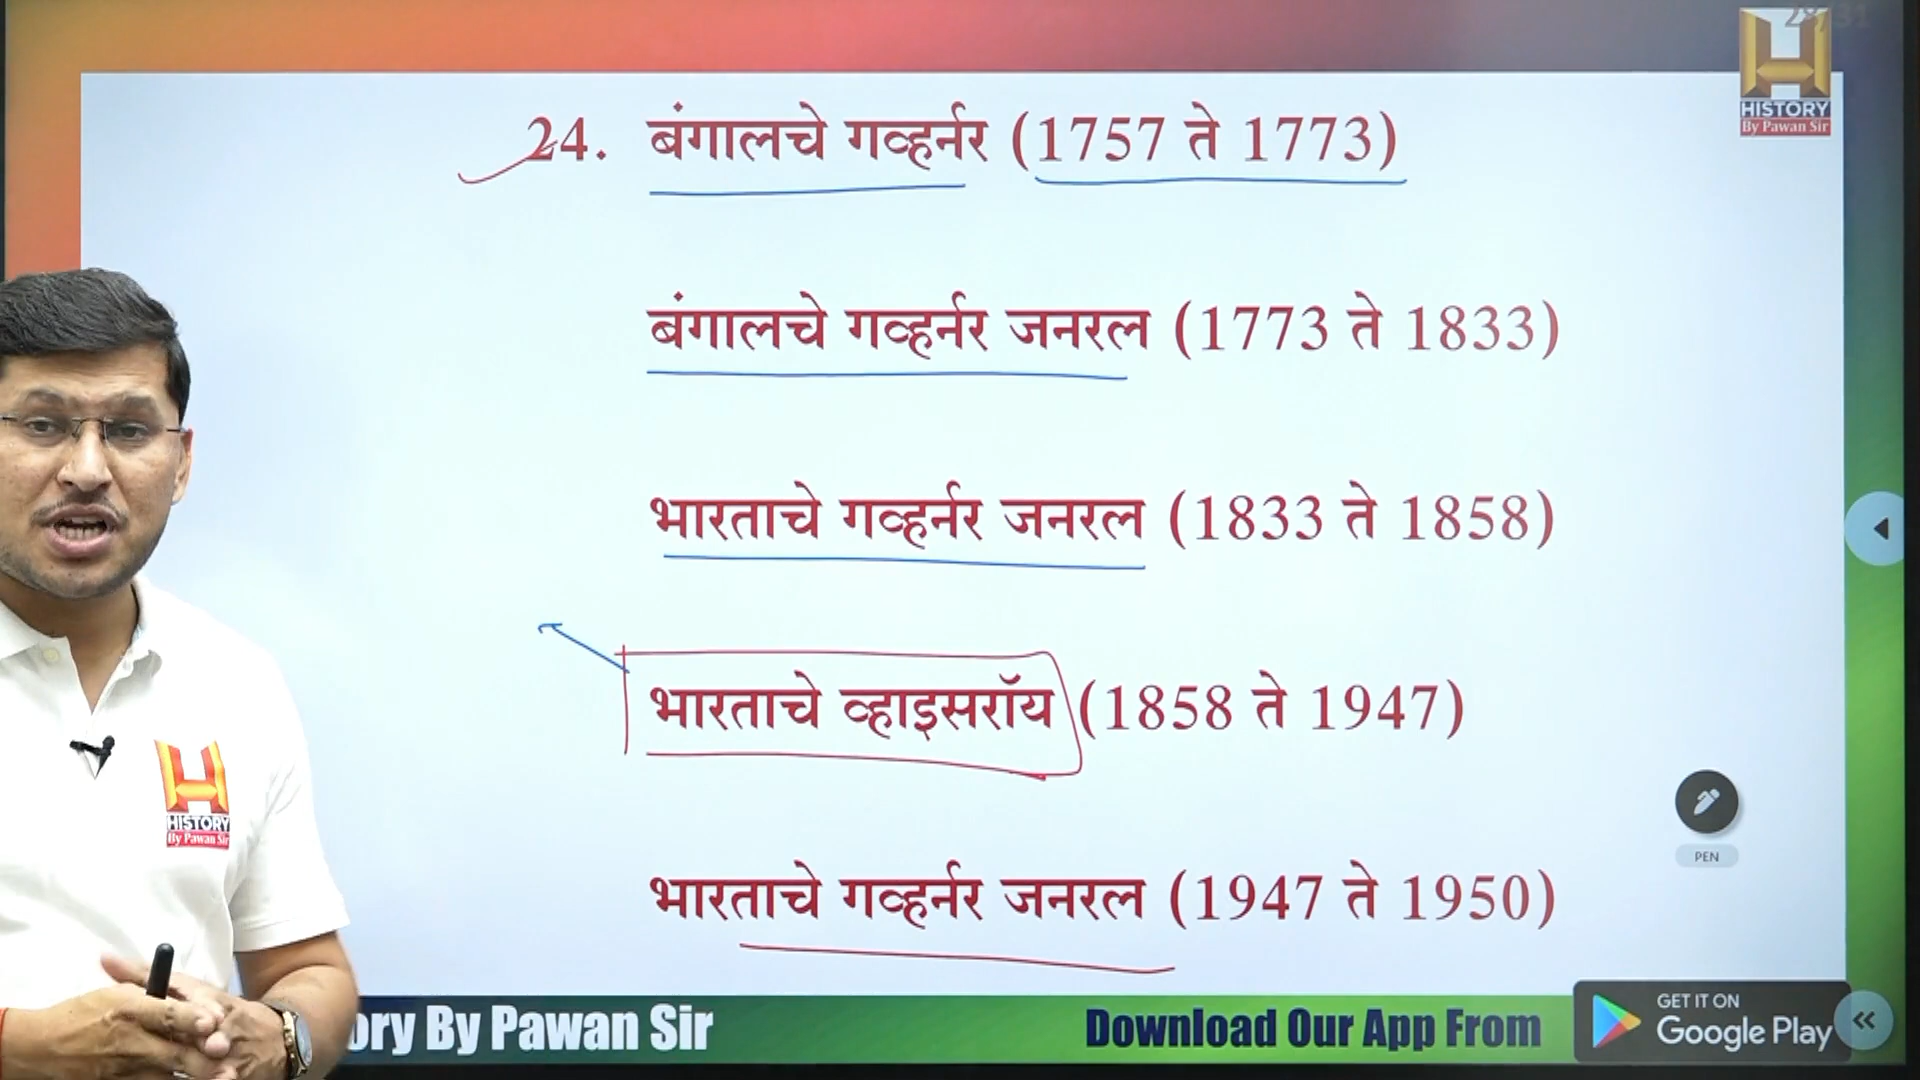 HISTORY
By Pawan Sir
24. बंगालचे गव्हर्नर (1757 ते 1773)
बंगालचे गव्हर्नर जनरल (1773 ते 1833)
भारताचे गव्हर्नर जनरल (1833 ते 1858)
भारताचे व्हाइसरॉय (1858 ते 1947)
भारताचे गव्हर्नर जनरल (1947 ते 1950)
PEN
HISTORY
By Pawan Sir
ory By Pawan Sir
Download Our App From
GET IT ON
Google Play